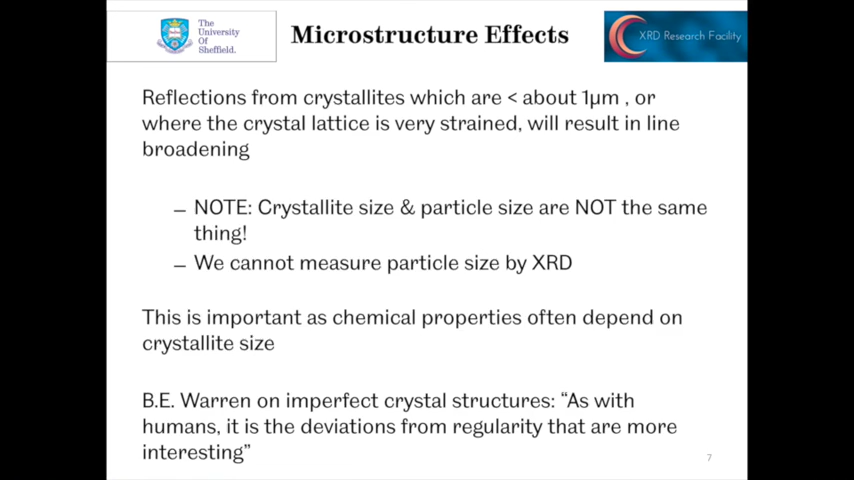 The
University
Of
Sheffield.
Microstructure Effects
XRD Research Facility
Reflections from crystallites which are < about 1µm , or
where the crystal lattice is very strained, will result in line
broadening
– NOTE: Crystallite size & particle size are NOT the same
thing!
– We cannot measure particle size by XRD
This is important as chemical properties often depend on
crystallite size
B.E. Warren on imperfect crystal structures: “As with
humans, it is the deviations from regularity that are more
interesting”
7